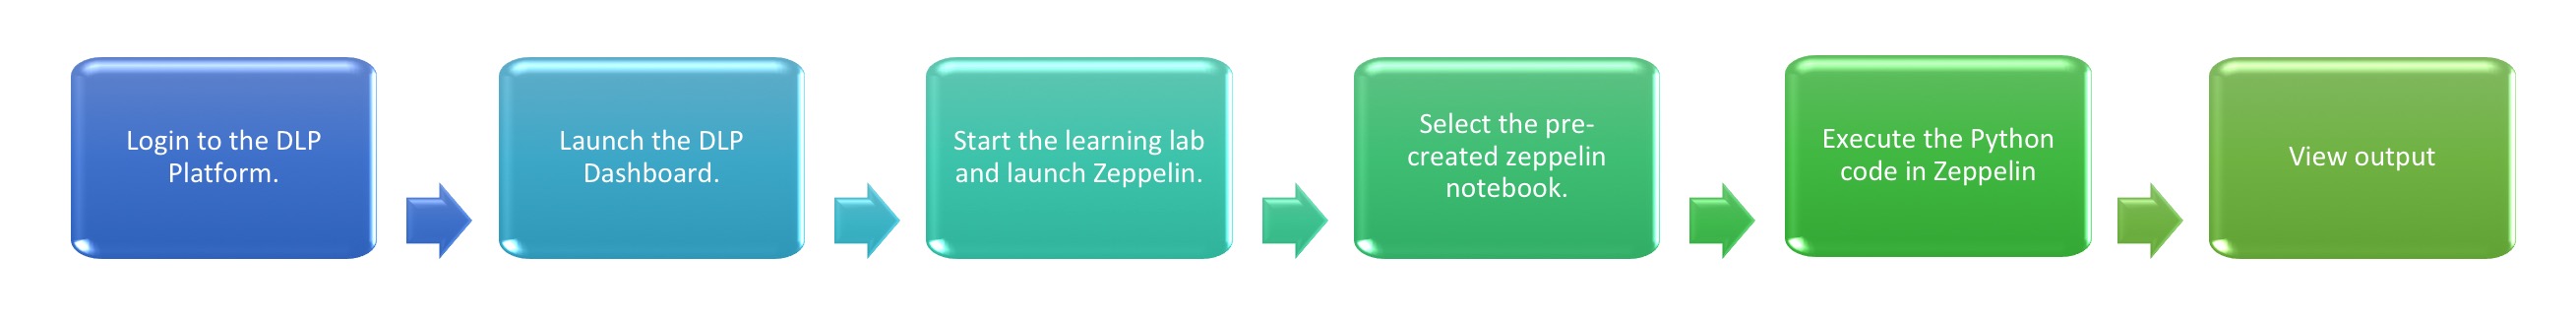 Login to the DLP
Platform.
Launch the DLP
Dashboard.
Start the learning lab
and launch Zeppelin.
Select the pre-
created zeppelin
notebook.
Execute the Python
code in Zeppelin
View output